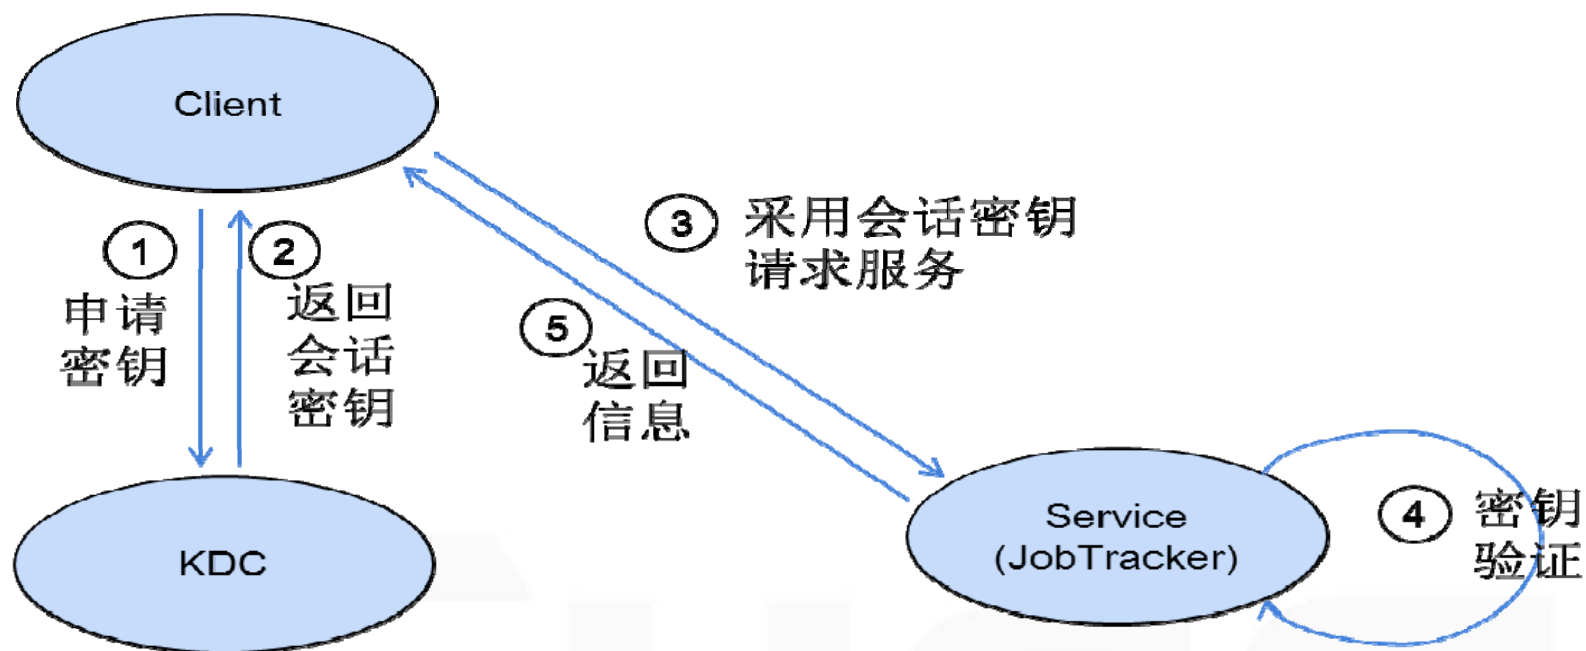 Client
①
申请
密钥
②
返回
会话
密钥
③ 采用会话密钥
请求服务
⑤
返回
信息
KDC
Service
(JobTracker)
④ 密钥
验证